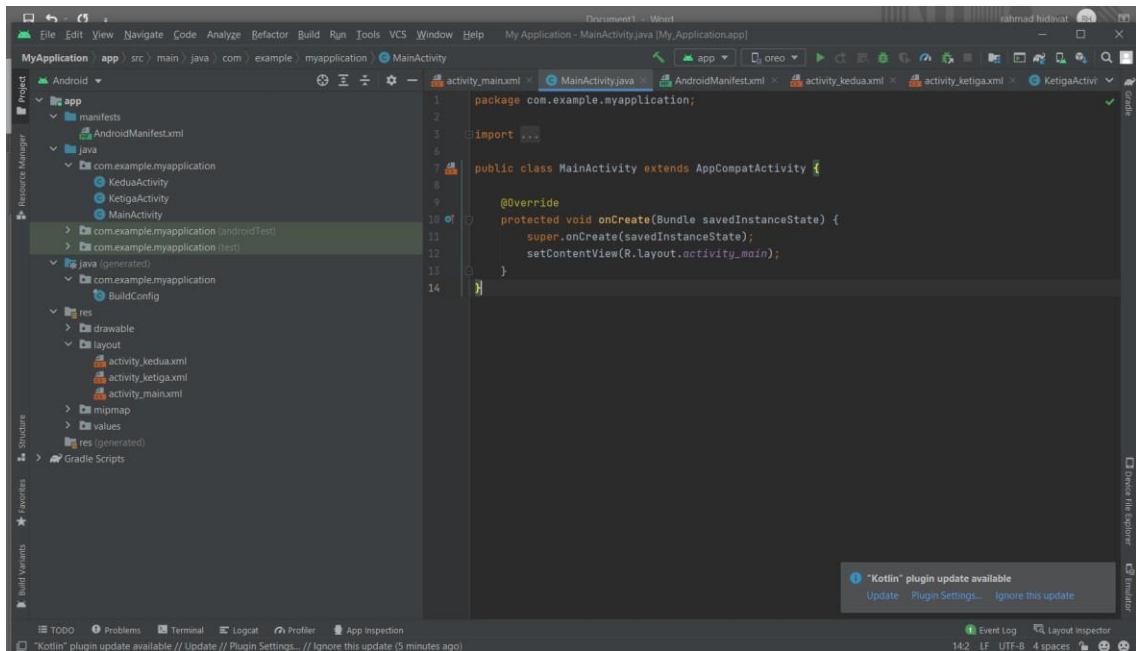 Document1 - Word
rahmad hidayat
RH
File Edit View Navigate Code Analyze Refactor Build Run Tools VCS Window Help My Application - MainActivity.java [My_Application.app]
MyApplication app src main java com example myapplication MainActivity
app
oreo
Project
Android
activity_main.xml
MainActivity.java
AndroidManifest.xml
activity_kedua.xml
activity_ketiga.xml
KetigaActivi
Gradle
Resource Manager
app
manifests
AndroidManifest.xml
java
com.example.myapplication
KeduaActivity
KetigaActivity
MainActivity
com.example.myapplication (androidTest)
com.example.myapplication (test)
java (generated)
com.example.myapplication
BuildConfig
res
drawable
layout
activity_kedua.xml
activity_ketiga.xml
activity_main.xml
mipmap
values
res (generated)
Gradle Scripts
1 package com.example.myapplication;
2
3 import ...
6
7 public class MainActivity extends AppCompatActivity {
8
9 @Override
10 protected void onCreate(Bundle savedInstanceState) {
11 super.onCreate(savedInstanceState);
12 setContentView(R.layout.activity_main);
13 }
14 }
Structure
Favorites
Build Variants
Device File Explorer
Emulator
"Kotlin" plugin update available
Update Plugin Settings... Ignore this update
TODO Problems Terminal Logcat Profiler App Inspection
1 Event Log Layout Inspector
"Kotlin" plugin update available // Update // Plugin Settings... // Ignore this update (5 minutes ago)
14:2 LF UTF-8 4 spaces